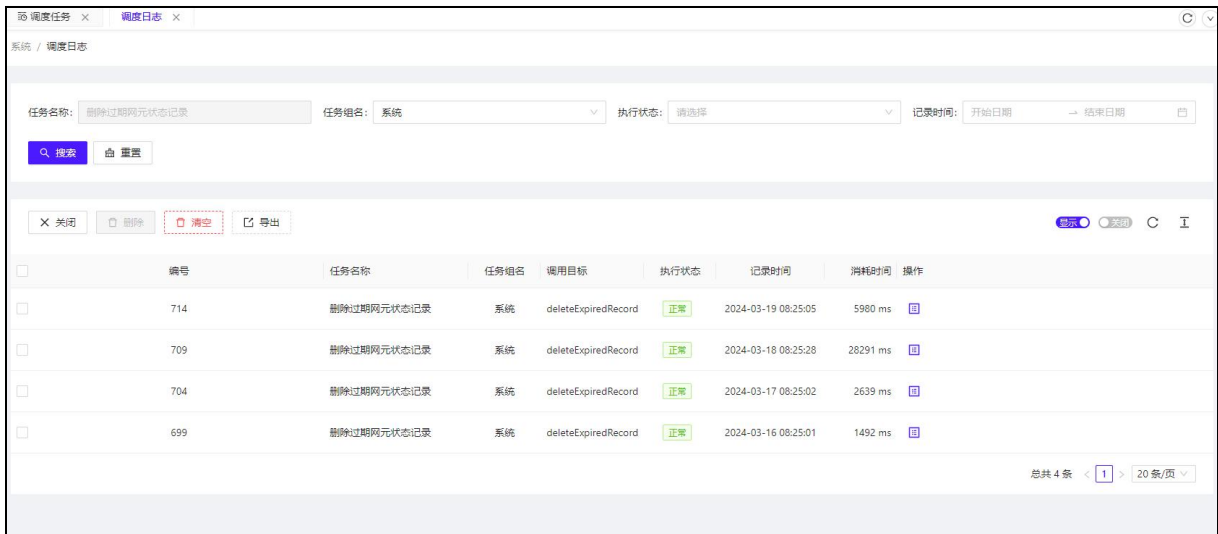 调度任务 调度日志
系统 / 调度日志
任务名称: 删除过期网元状态记录 任务组名: 系统 执行状态: 请选择 记录时间: 开始日期 → 结束日期
搜索 重置
关闭 删除 清空 导出 显示 关闭
编号 任务名称 任务组名 调用目标 执行状态 记录时间 消耗时间 操作
714 删除过期网元状态记录 系统 deleteExpiredRecord 正常 2024-03-19 08:25:05 5980 ms
709 删除过期网元状态记录 系统 deleteExpiredRecord 正常 2024-03-18 08:25:28 28291 ms
704 删除过期网元状态记录 系统 deleteExpiredRecord 正常 2024-03-17 08:25:02 2639 ms
699 删除过期网元状态记录 系统 deleteExpiredRecord 正常 2024-03-16 08:25:01 1492 ms
总共 4 条 < 1 > 20 条/页